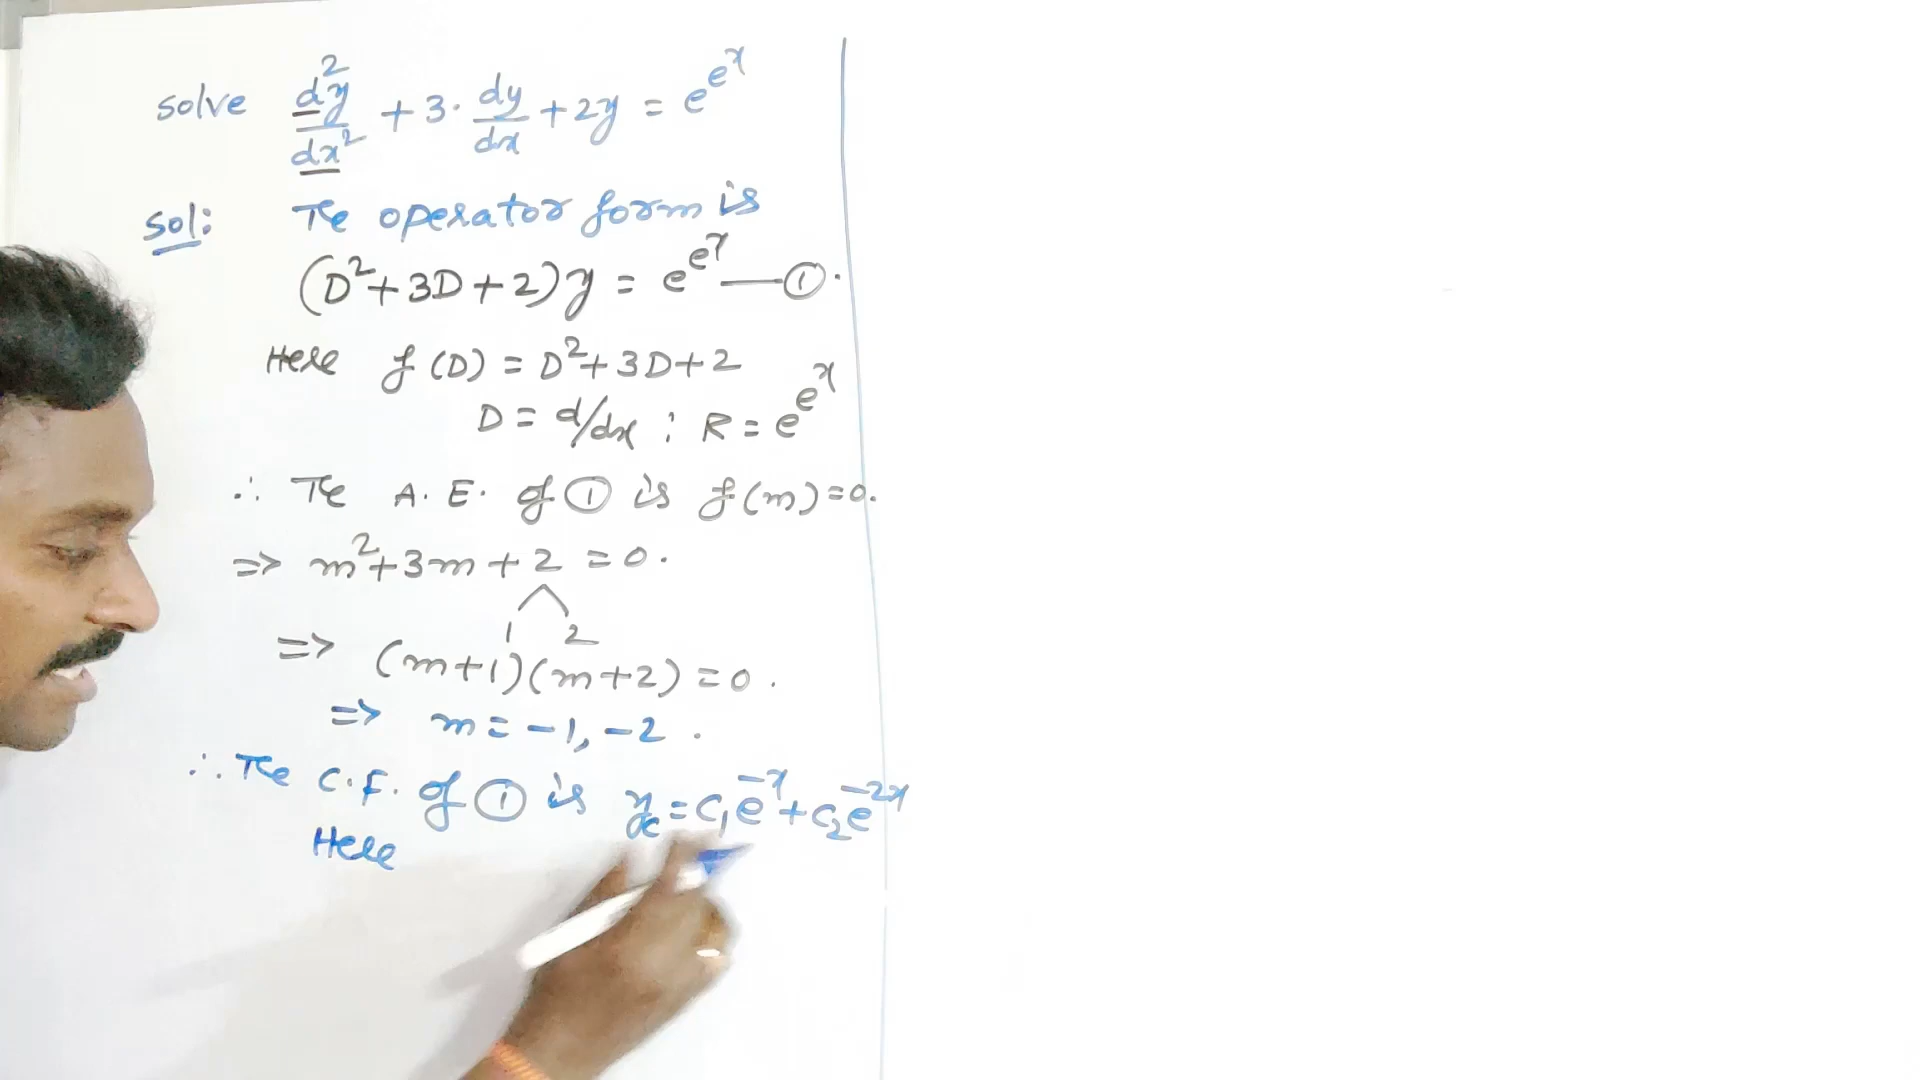 solve d²y/dx² + 3. dy/dx + 2y = e^e^x
Sol: The operator form is
(D²+3D+2)y = e^e^x —①.
Here f(D) = D²+3D+2
D = d/dx ; R = e^e^x
∴ The A.E. of ① is f(m)=0.
=> m²+3m+2 =0.
1 2
=> (m+1)(m+2) = 0.
=> m = -1, -2.
∴ The C.F. of ① is y_c = c₁e^-x + c₂e^-2x
Here